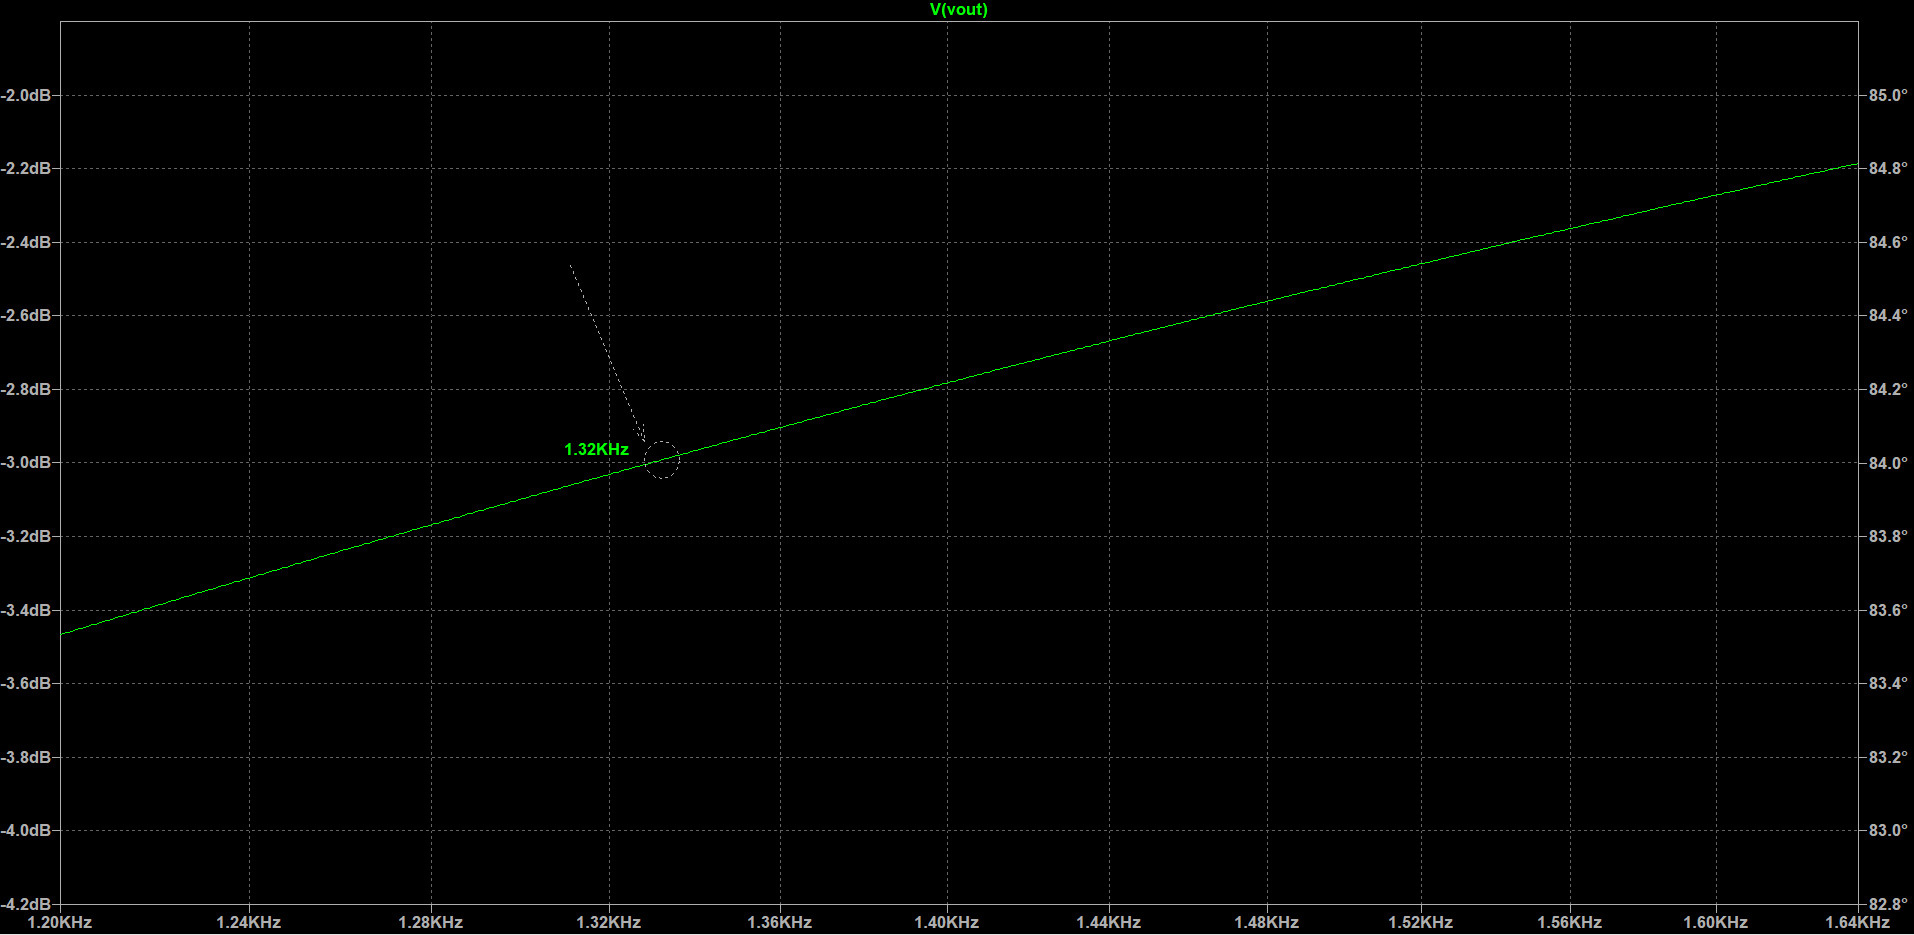 V(vout)
-2.0dB
-2.2dB
-2.4dB
-2.6dB
-2.8dB
-3.0dB
-3.2dB
-3.4dB
-3.6dB
-3.8dB
-4.0dB
-4.2dB
1.32KHz
85.0°
84.8°
84.6°
84.4°
84.2°
84.0°
83.8°
83.6°
83.4°
83.2°
83.0°
82.8°
1.20KHz 1.24KHz 1.28KHz 1.32KHz 1.36KHz 1.40KHz 1.44KHz 1.48KHz 1.52KHz 1.56KHz 1.60KHz 1.64KHz